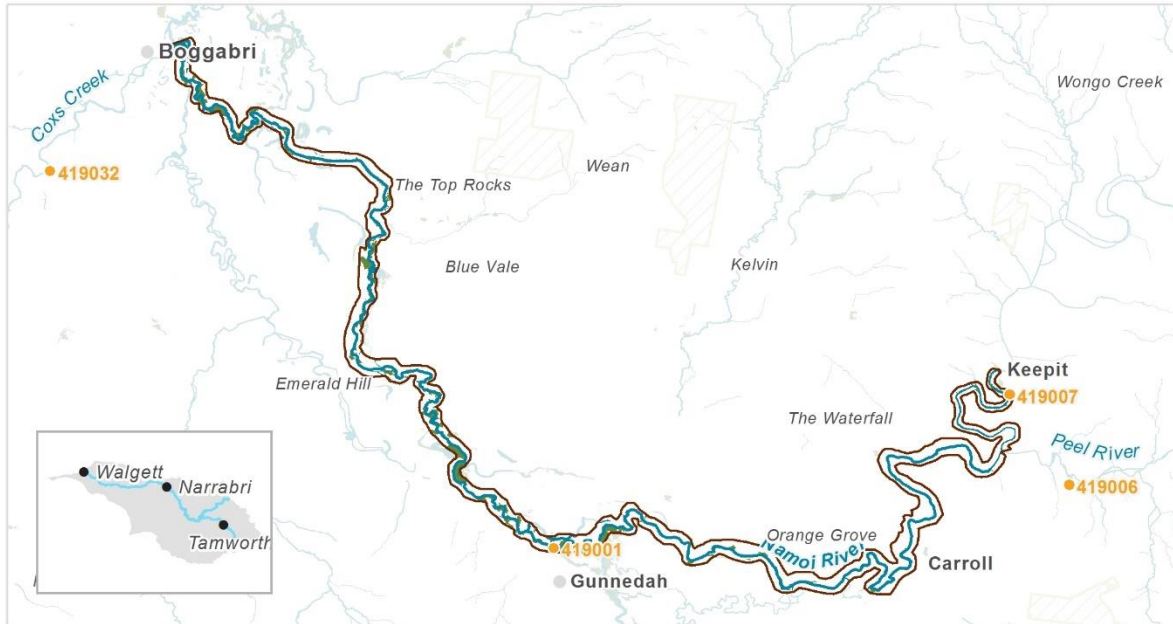 Boggabri
Coxs Creek
Wongo Creek
419032
The Top Rocks
Wean
Blue Vale
Kelvin
Emerald Hill
Keepit
419007
The Waterfall
Peel River
419006
Walgett
Narrabri
Tamworth
419001
Orange Grove
Namoi River
Carroll
Gunnedah